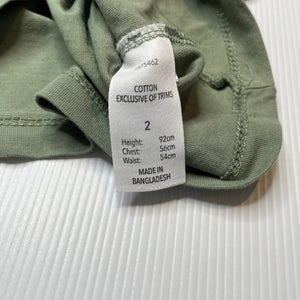 COTTON
EXCLUSIVE OF TRIMS
2
Height: 92cm
Chest: 56cm
Waist: 54cm
MADE IN
BANGLADESH